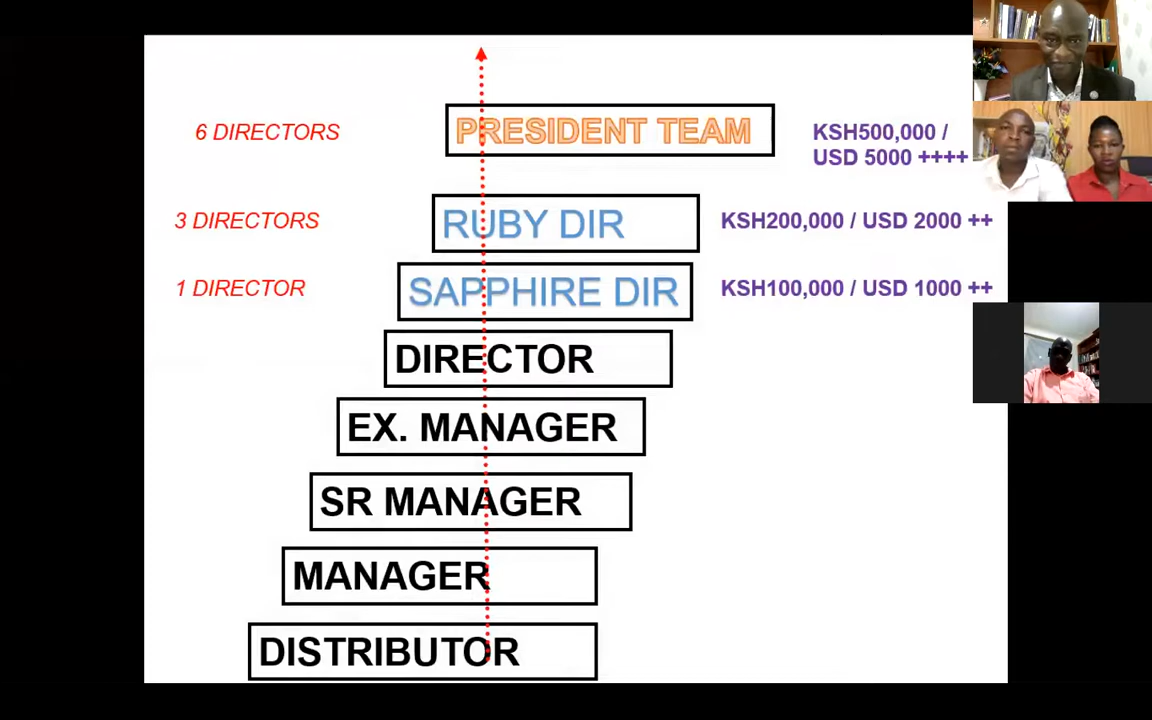 6 DIRECTORS
PRESIDENT TEAM
KSH500,000 /
USD 5000 ++++
3 DIRECTORS
RUBY DIR
KSH200,000 / USD 2000 ++
1 DIRECTOR
SAPPHIRE DIR
KSH100,000 / USD 1000 ++
DIRECTOR
EX. MANAGER
SR MANAGER
MANAGER
DISTRIBUTOR